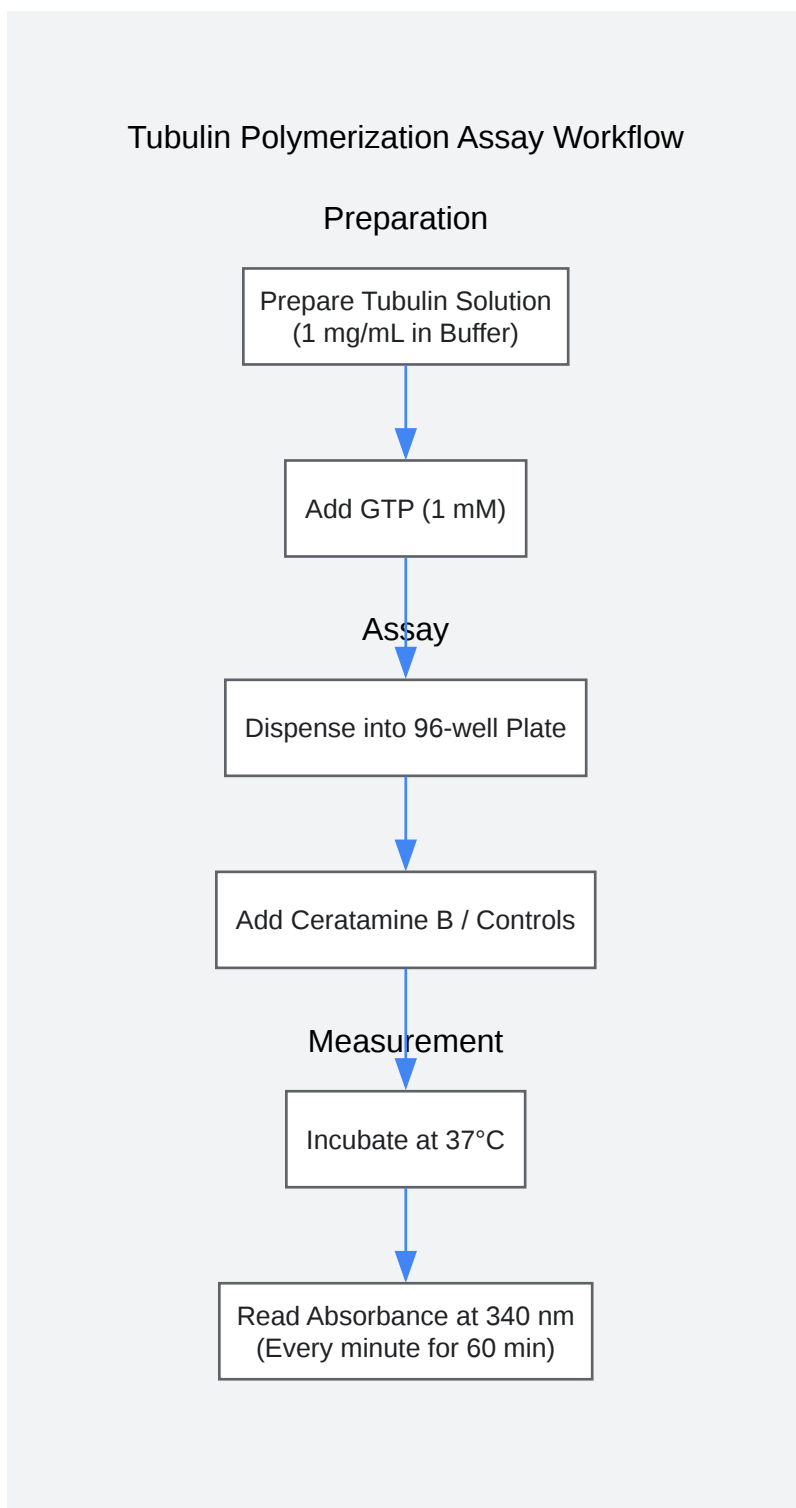 Tubulin Polymerization Assay Workflow
Preparation
Prepare Tubulin Solution
(1 mg/mL in Buffer)
Add GTP (1 mM)
Assay
Dispense into 96-well Plate
Add Ceratamine B / Controls
Measurement
Incubate at 37°C
Read Absorbance at 340 nm
(Every minute for 60 min)